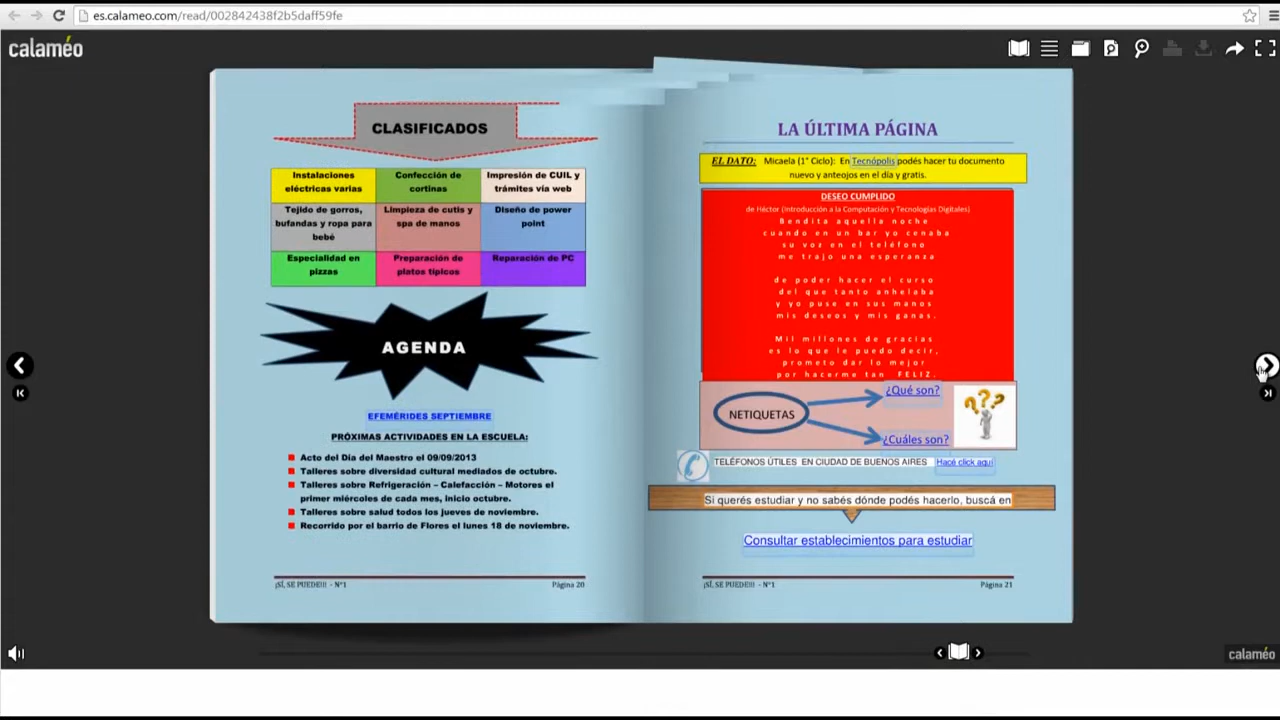 es.calameo.com/read/002842438f2b5daff59fe
calaméo
CLASIFICADOS
Instalaciones
eléctricas varias
Confección de
cortinas
Impresión de CUIL y
trámites vía web
Tejido de gorros,
bufandas y ropa para
bebé
Limpieza de cutis y
spa de manos
Diseño de power
point
Especialidad en
pizzas
Preparación de
platos típicos
Reparación de PC
AGENDA
EFEMÉRIDES SEPTIEMBRE
PRÓXIMAS ACTIVIDADES EN LA ESCUELA:
Acto del Día del Maestro el 09/09/2013
Talleres sobre diversidad cultural mediados de octubre.
Talleres sobre Refrigeración – Calefacción – Motores el
primer miércoles de cada mes, inicio octubre.
Talleres sobre salud todos los jueves de noviembre.
Recorrido por el barrio de Flores el lunes 18 de noviembre.
¡SÍ, SE PUEDE!!! - N°1
Página 20
LA ÚLTIMA PÁGINA
EL DATO: Micaela (1° Ciclo): En Tecnópolis podés hacer tu documento
nuevo y anteojos en el día y gratis.
DESEO CUMPLIDO
de Héctor (Introducción a la Computación y Tecnologías Digitales)
Bendita aquella noche
cuando en un bar yo cenaba
su voz en el teléfono
me trajo una esperanza
de poder hacer el curso
del que tanto anhelaba
y yo puse en sus manos
mis deseos y mis ganas.
Mil millones de gracias
es lo que le puedo decir,
prometo dar lo mejor
por hacerme tan FELIZ.
NETIQUETAS
¿Qué son?
¿Cuáles son?
TELÉFONOS ÚTILES EN CIUDAD DE BUENOS AIRES Hacé click aquí
Si querés estudiar y no sabés dónde podés hacerlo, buscá en
Consultar establecimientos para estudiar
¡SÍ, SE PUEDE!!! - N°1
Página 21
calaméo